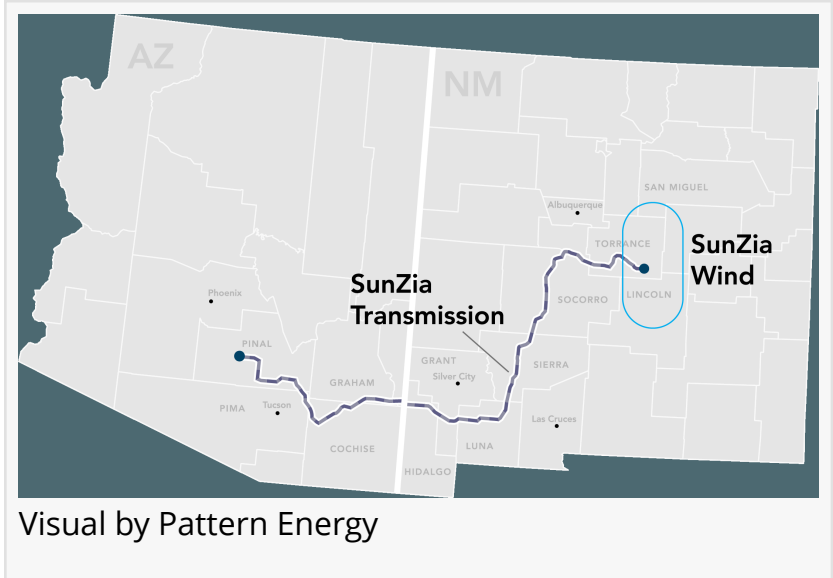 AZ
NM
SAN MIGUEL
Albuquerque
TORRANCE
SunZia
Wind
SunZia
Transmission
Phoenix
SOCORRO
LINCOLN
PINAL
GRANT
SIERRA
Silver City
GRAHAM
PIMA
Tucson
Las Cruces
COCHISE
LUNA
HIDALGO
Visual by Pattern Energy